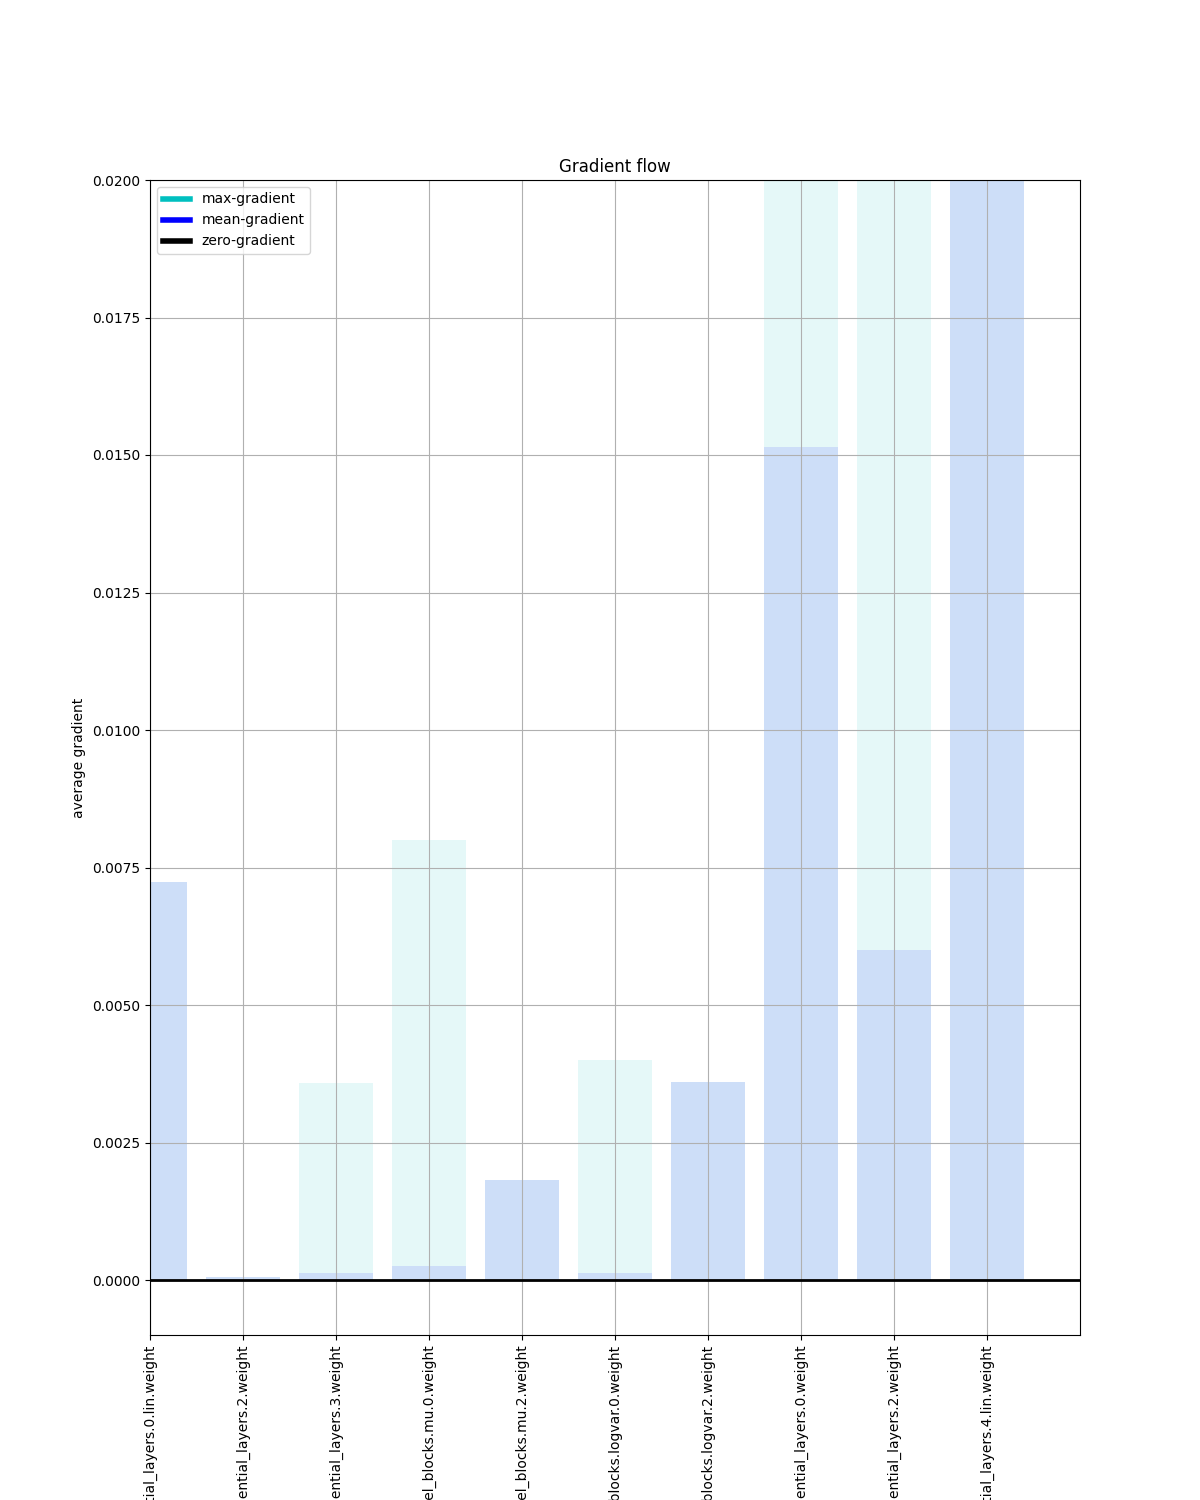 Gradient flow
max-gradient
mean-gradient
zero-gradient
0.0200
0.0175
0.0150
0.0125
0.0100
0.0075
0.0050
0.0025
0.0000
average gradient
tial_layers.0.lin.weight
ential_layers.2.weight
ential_layers.3.weight
el_blocks.mu.0.weight
el_blocks.mu.2.weight
blocks.logvar.0.weight
blocks.logvar.2.weight
ential_layers.0.weight
ential_layers.2.weight
tial_layers.4.lin.weight